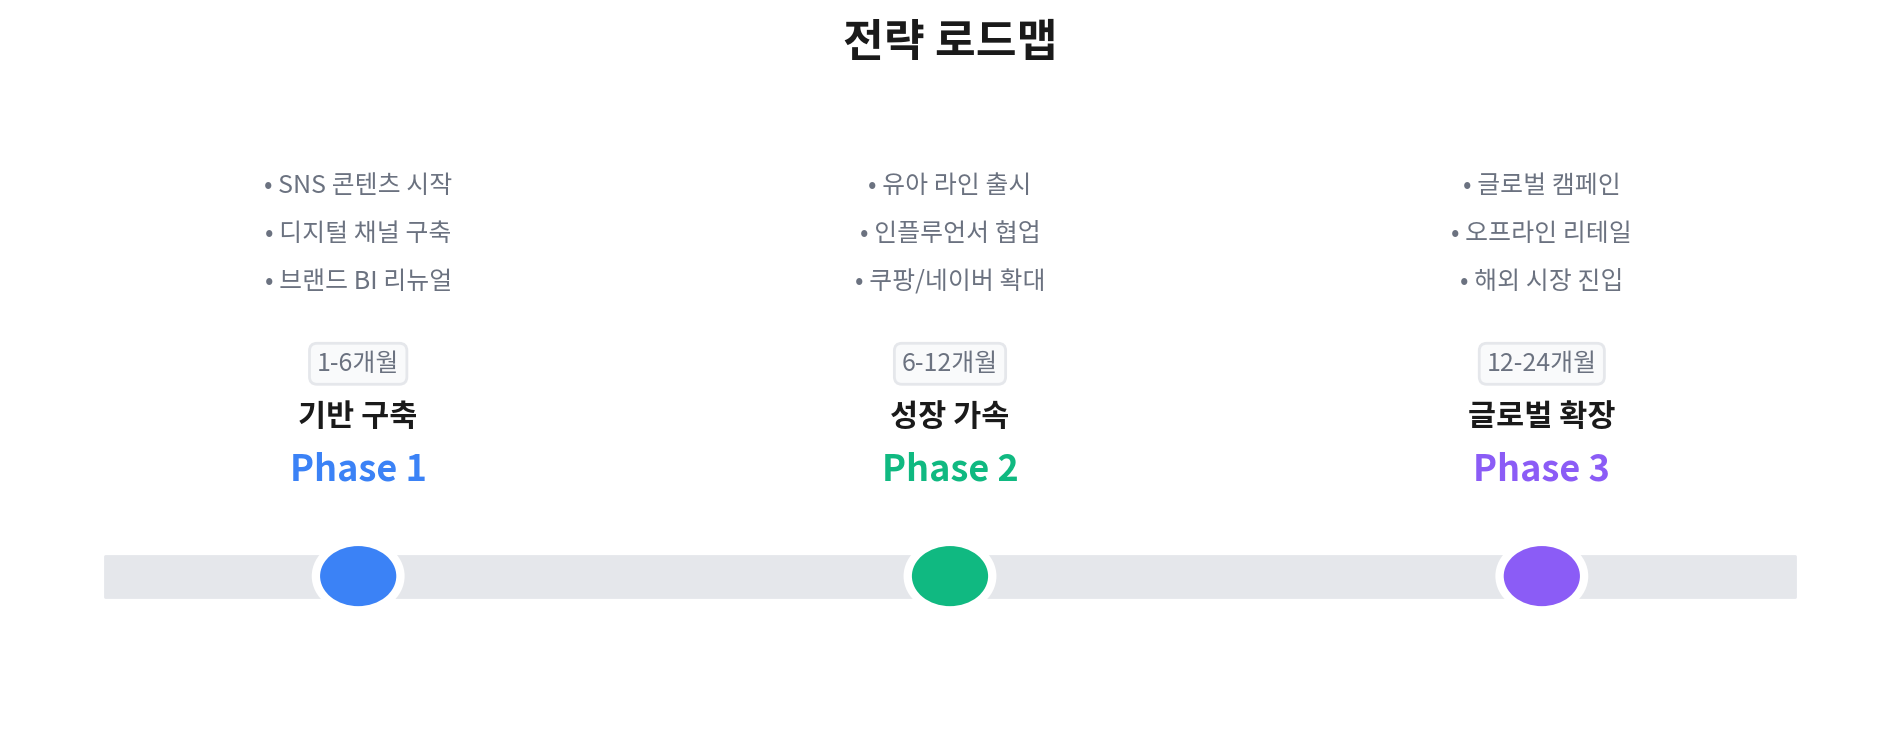 전략 로드맵
• SNS 콘텐츠 시작
• 디지털 채널 구축
• 브랜드 BI 리뉴얼
1-6개월
기반 구축
Phase 1
• 유아 라인 출시
• 인플루언서 협업
• 쿠팡/네이버 확대
6-12개월
성장 가속
Phase 2
• 글로벌 캠페인
• 오프라인 리테일
• 해외 시장 진입
12-24개월
글로벌 확장
Phase 3